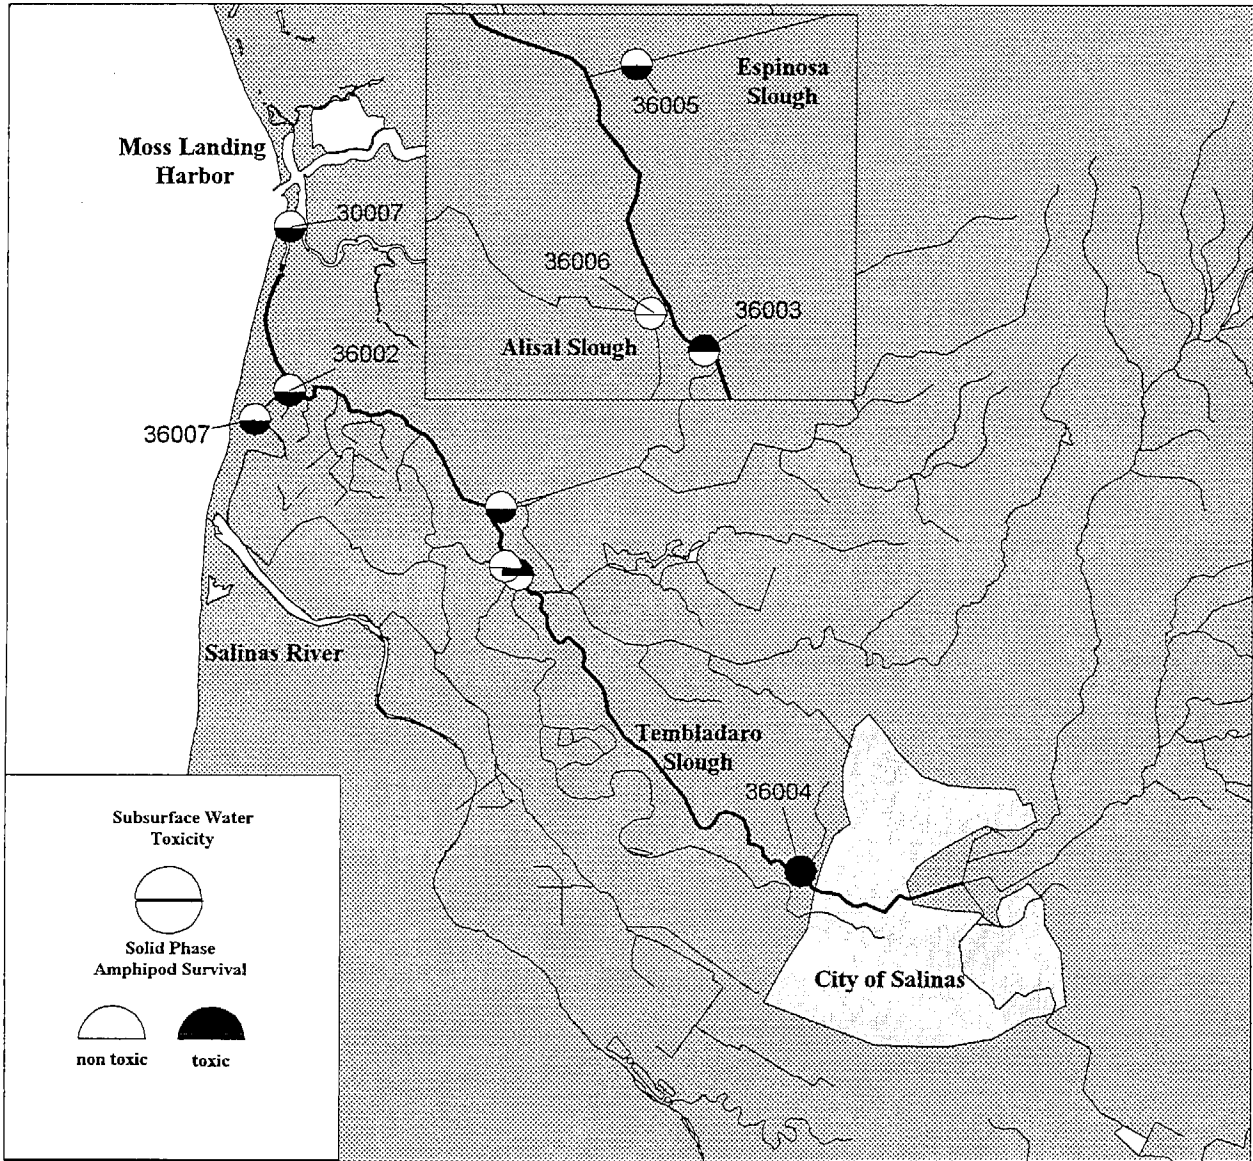 Espinosa
Slough
36005
Moss Landing
Harbor
30007
36006
36003
Alisal Slough
36002
36007
Salinas River
Tembladaro
Slough
36004
City of Salinas
Subsurface Water
Toxicity
Solid Phase
Amphipod Survival
non toxic
toxic